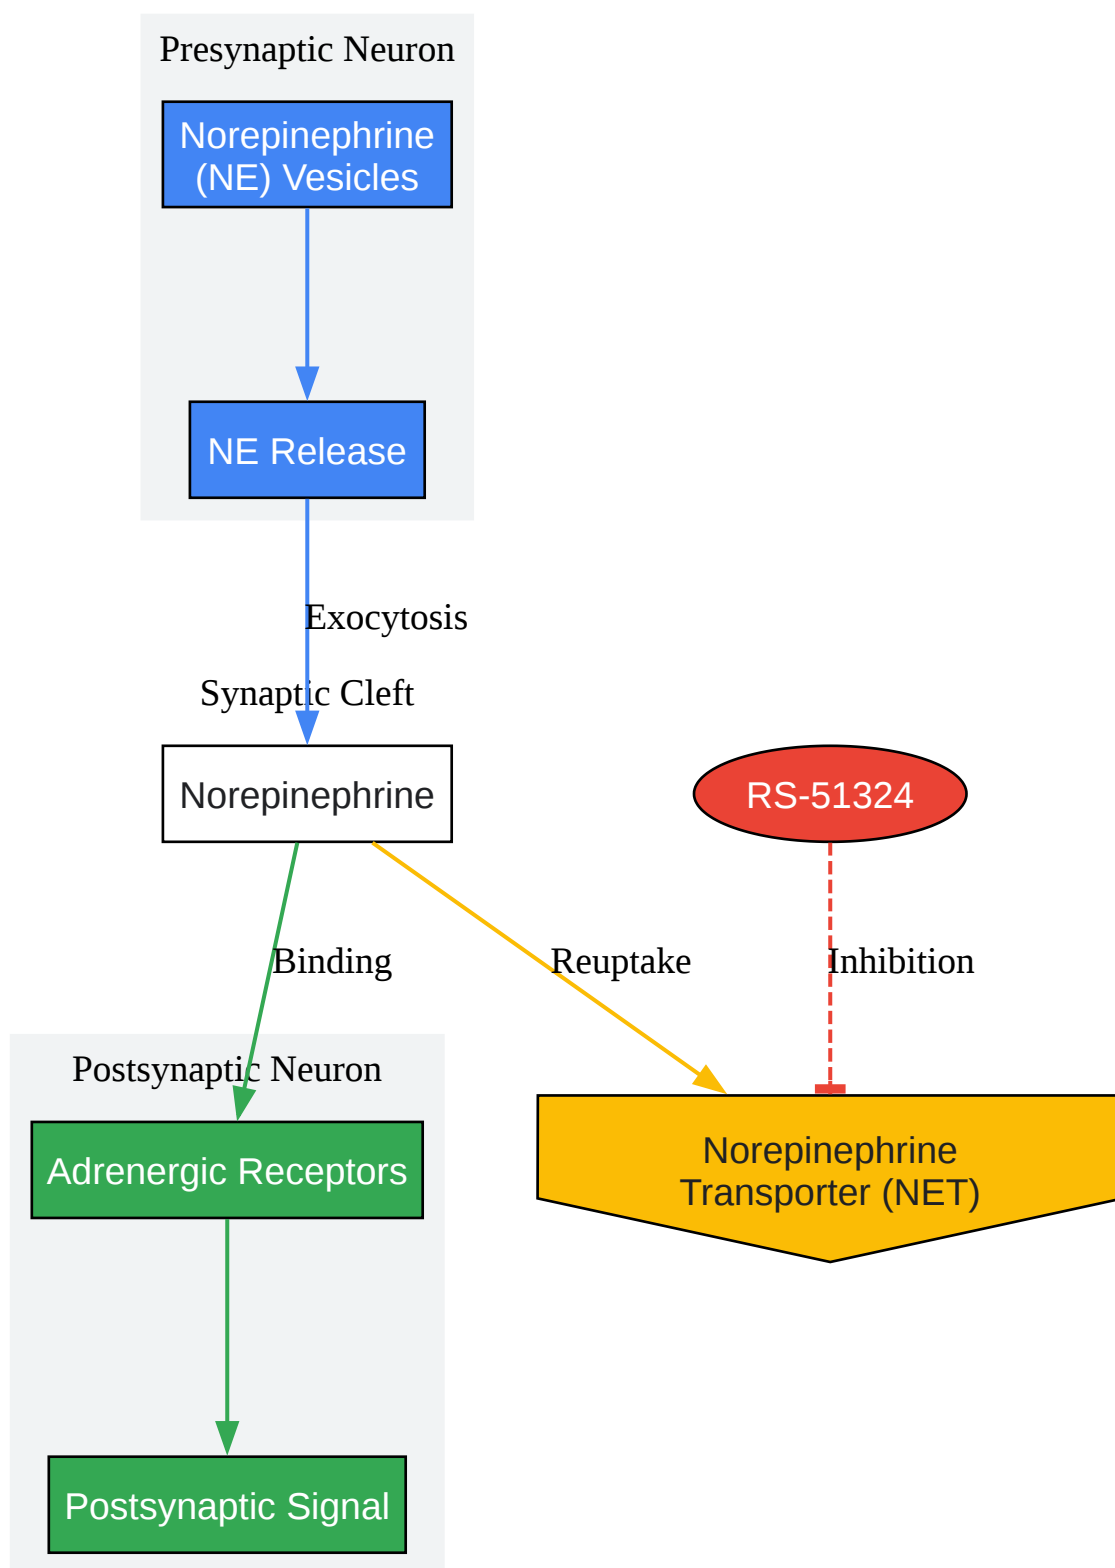 Presynaptic Neuron
Norepinephrine
(NE) Vesicles
NE Release
Exocytosis
Synaptic Cleft
Norepinephrine
RS-51324
Binding
Reuptake
Inhibition
Postsynaptic Neuron
Adrenergic Receptors
Norepinephrine
Transporter (NET)
Postsynaptic Signal